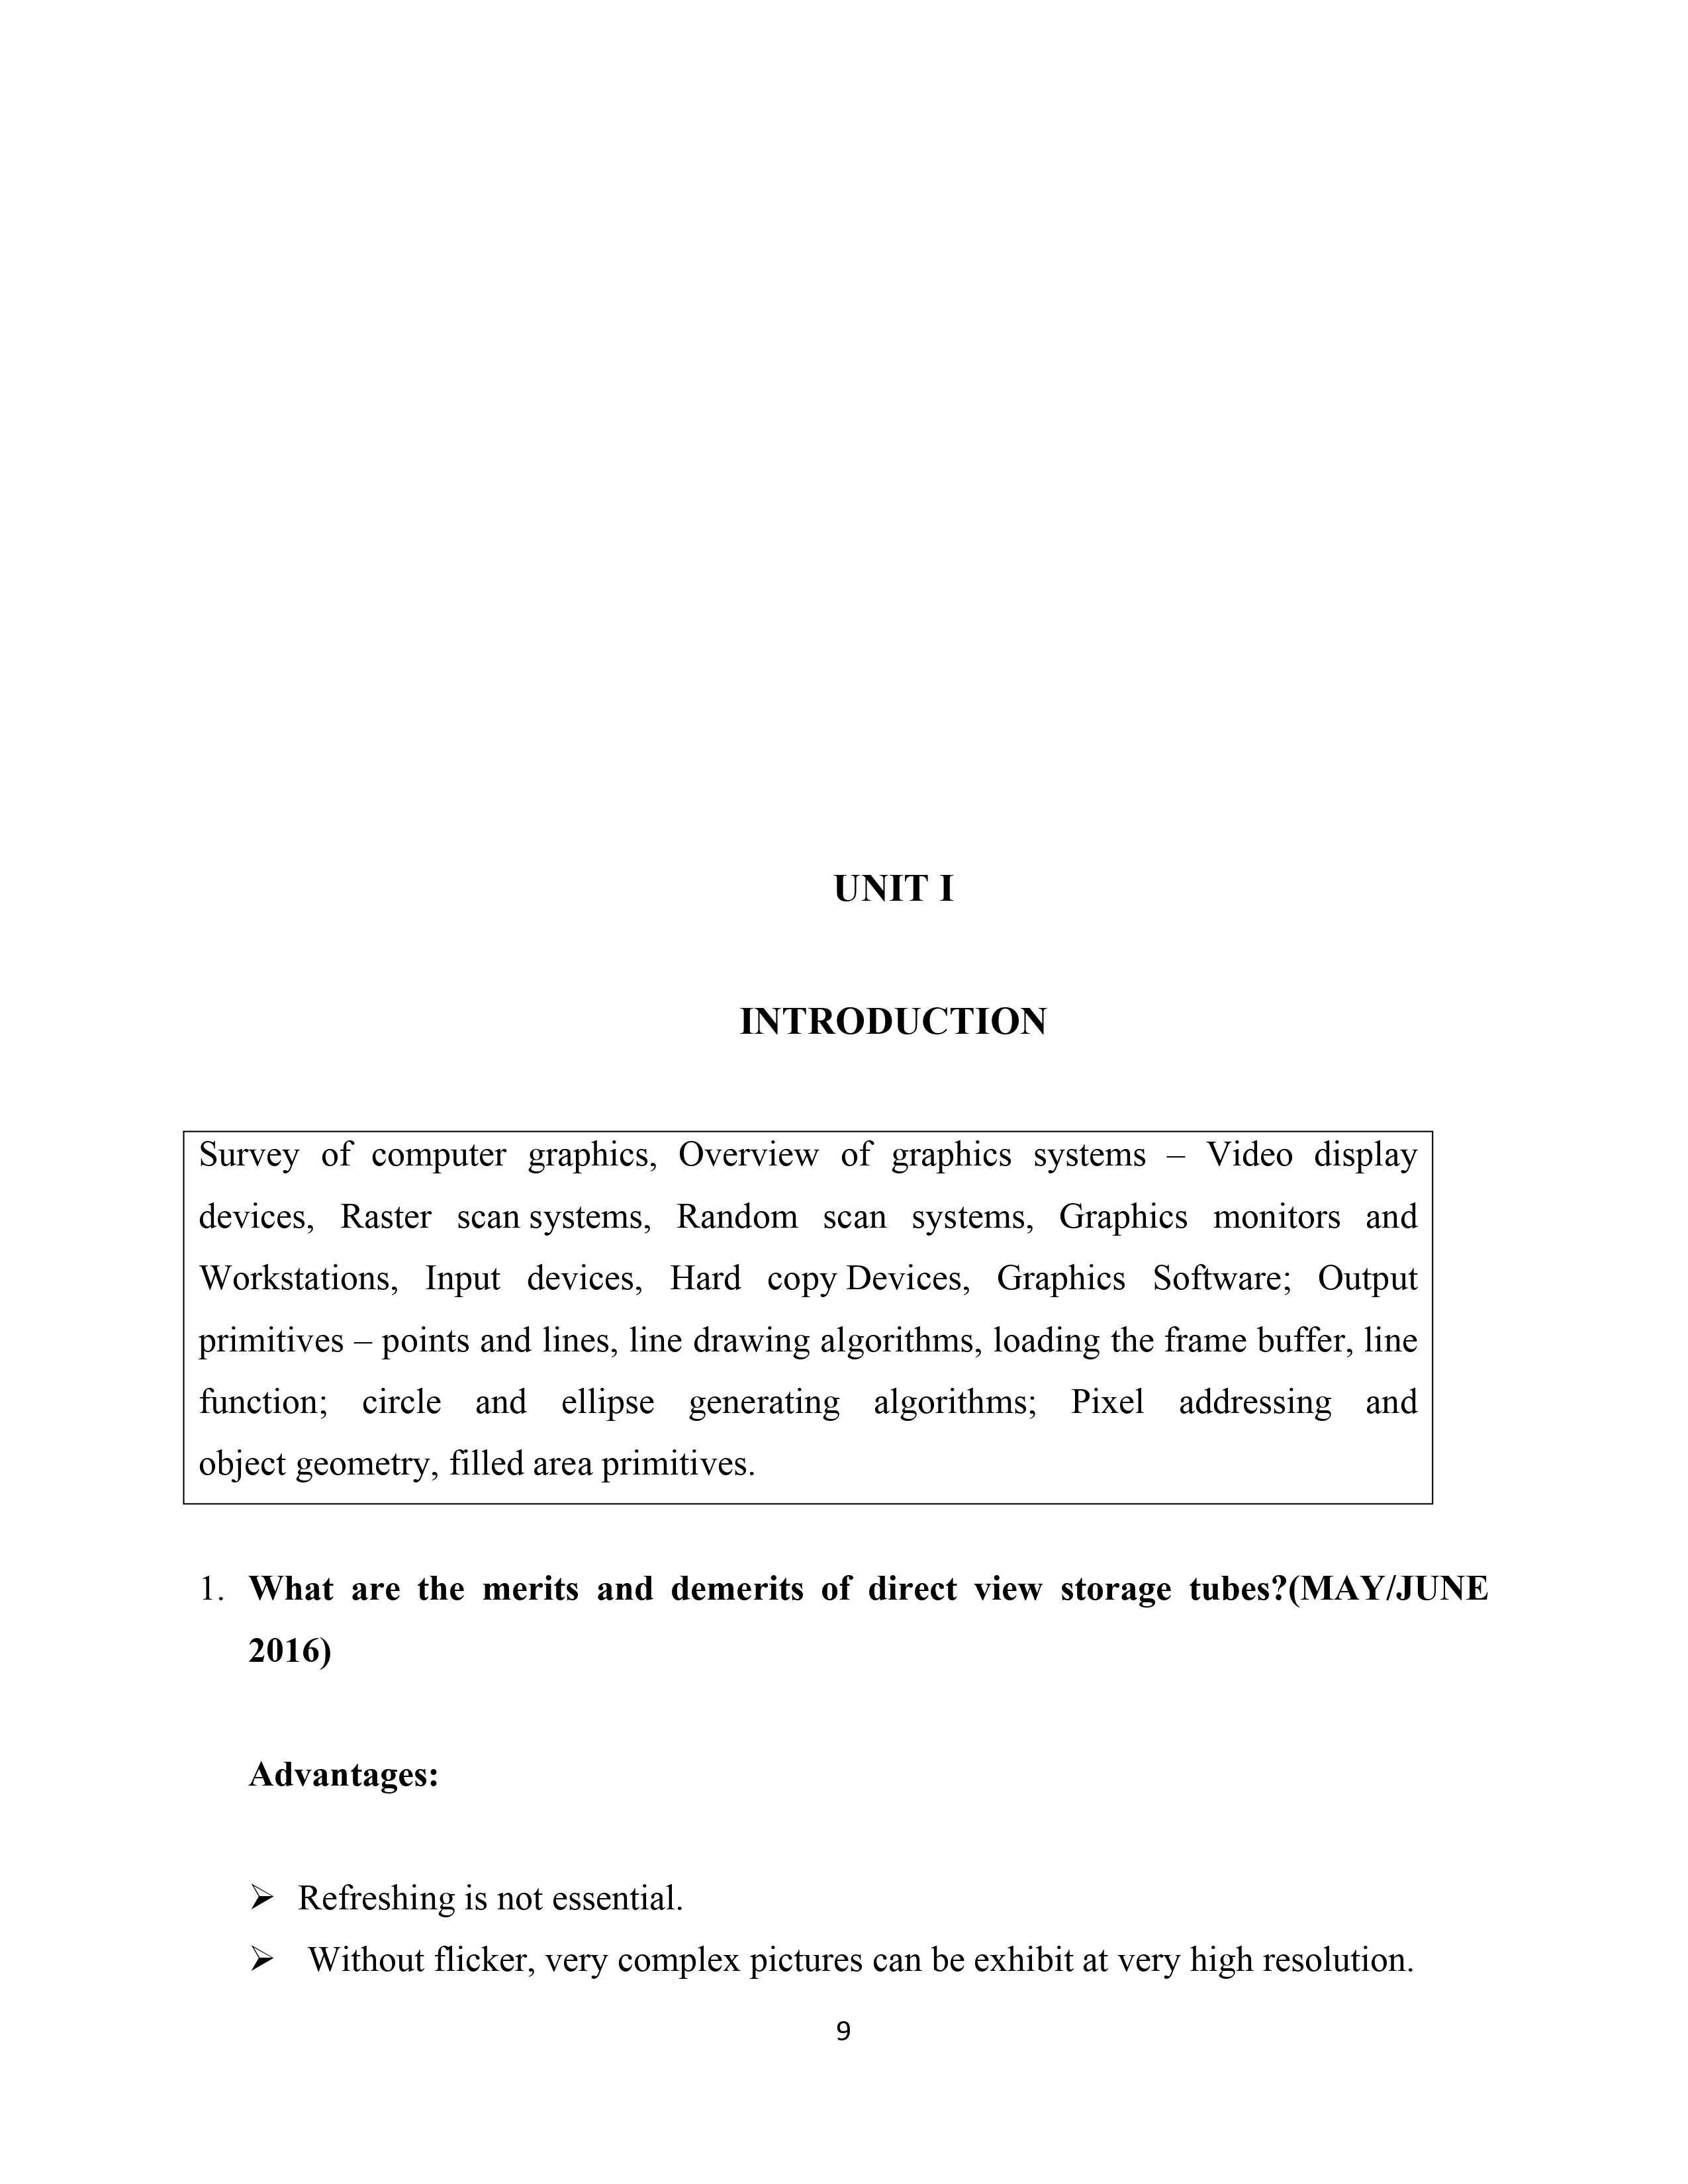 UNIT I
INTRODUCTION
Survey of computer graphics, Overview of graphics systems – Video display
devices, Raster scan systems, Random scan systems, Graphics monitors and
Workstations, Input devices, Hard copy Devices, Graphics Software; Output
primitives – points and lines, line drawing algorithms, loading the frame buffer, line
function; circle and ellipse generating algorithms; Pixel addressing and
object geometry, filled area primitives.
1. What are the merits and demerits of direct view storage tubes?(MAY/JUNE
2016)
Advantages:
➢ Refreshing is not essential.
➢ Without flicker, very complex pictures can be exhibit at very high resolution.
9